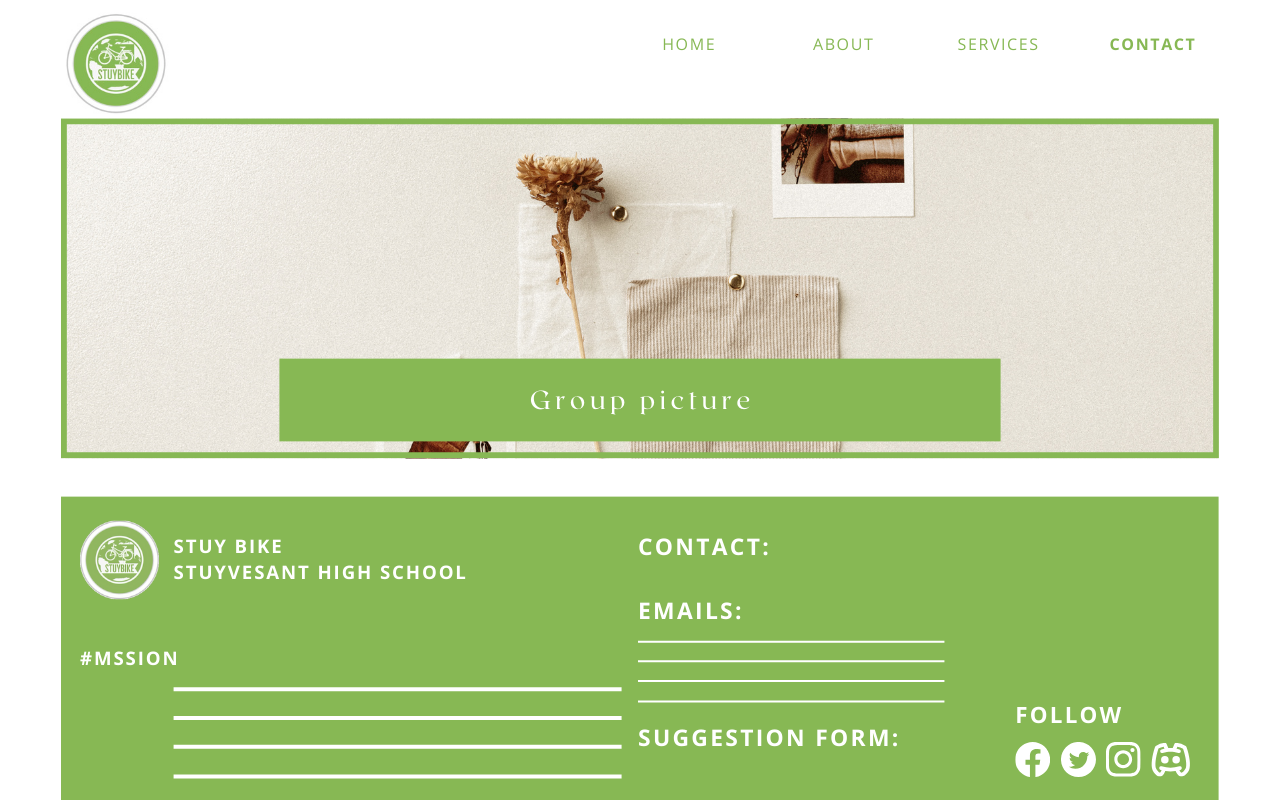 STUYBIKE
HOME
ABOUT
SERVICES
CONTACT
Group picture
STUYBIKE
STUY BIKE
STUYVESANT HIGH SCHOOL
#MSSION
CONTACT:
EMAILS:
SUGGESTION FORM:
FOLLOW